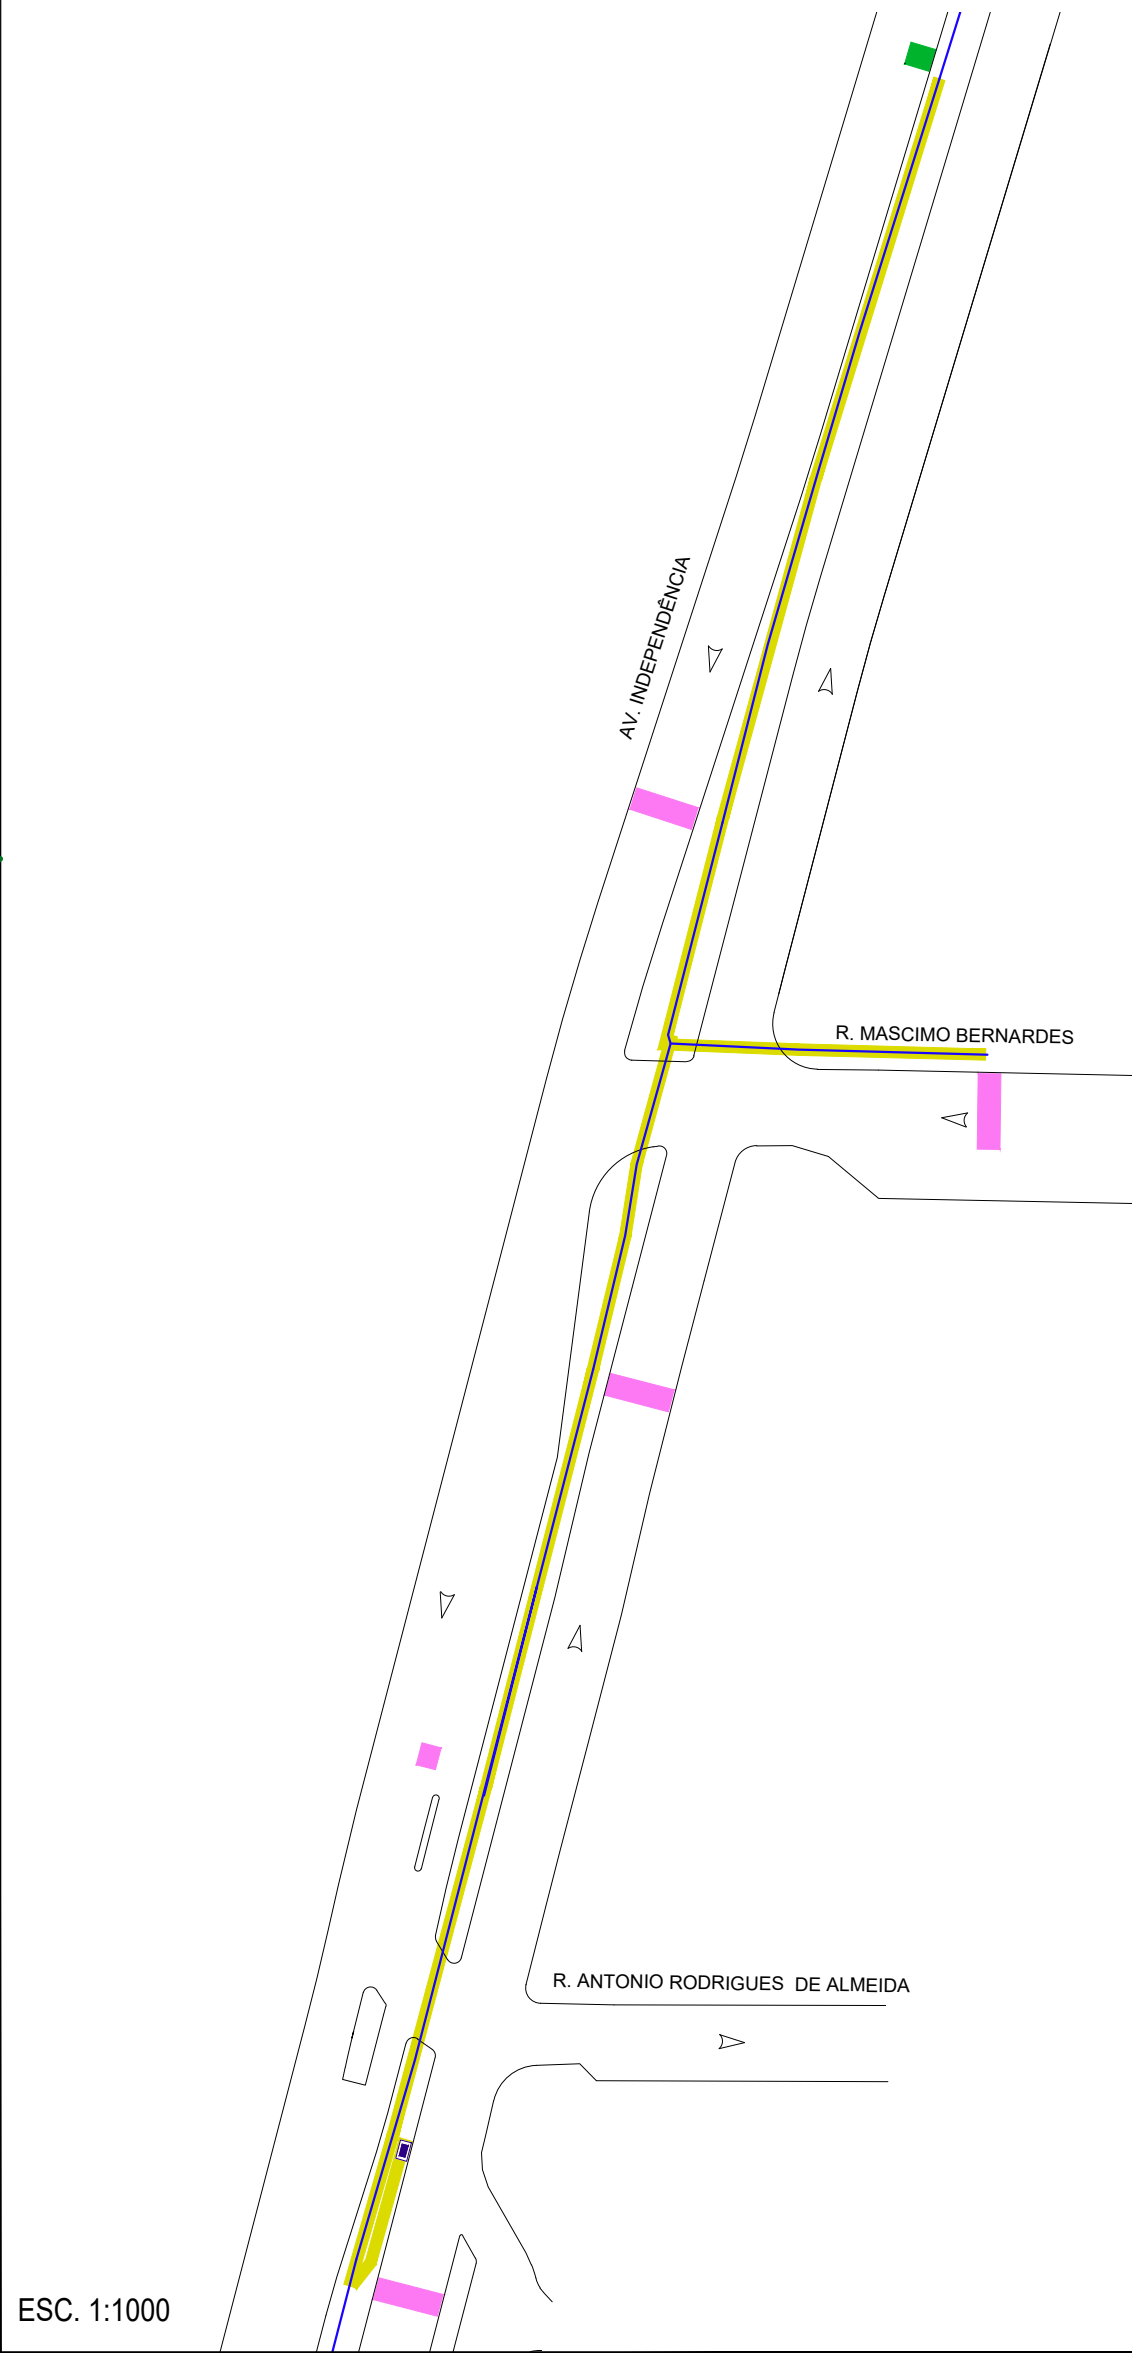 AV. INDEPENDÊNCIA
R. MASCIMO BERNARDES
R. ANTONIO RODRIGUES DE ALMEIDA
ESC. 1:1000